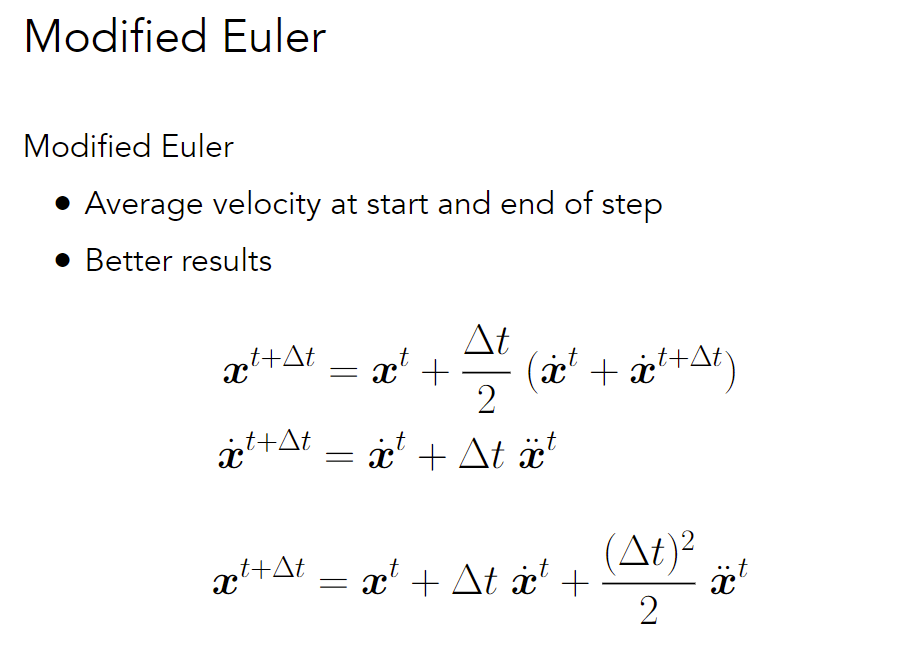 Modified Euler
Modified Euler
• Average velocity at start and end of step
• Better results
$\boldsymbol{x}^{t+\Delta t} = \boldsymbol{x}^t + \frac{\Delta t}{2} (\dot{\boldsymbol{x}}^t + \dot{\boldsymbol{x}}^{t+\Delta t})$
$\dot{\boldsymbol{x}}^{t+\Delta t} = \dot{\boldsymbol{x}}^t + \Delta t \ \ddot{\boldsymbol{x}}^t$
$\boldsymbol{x}^{t+\Delta t} = \boldsymbol{x}^t + \Delta t \ \dot{\boldsymbol{x}}^t + \frac{(\Delta t)^2}{2} \ \ddot{\boldsymbol{x}}^t$